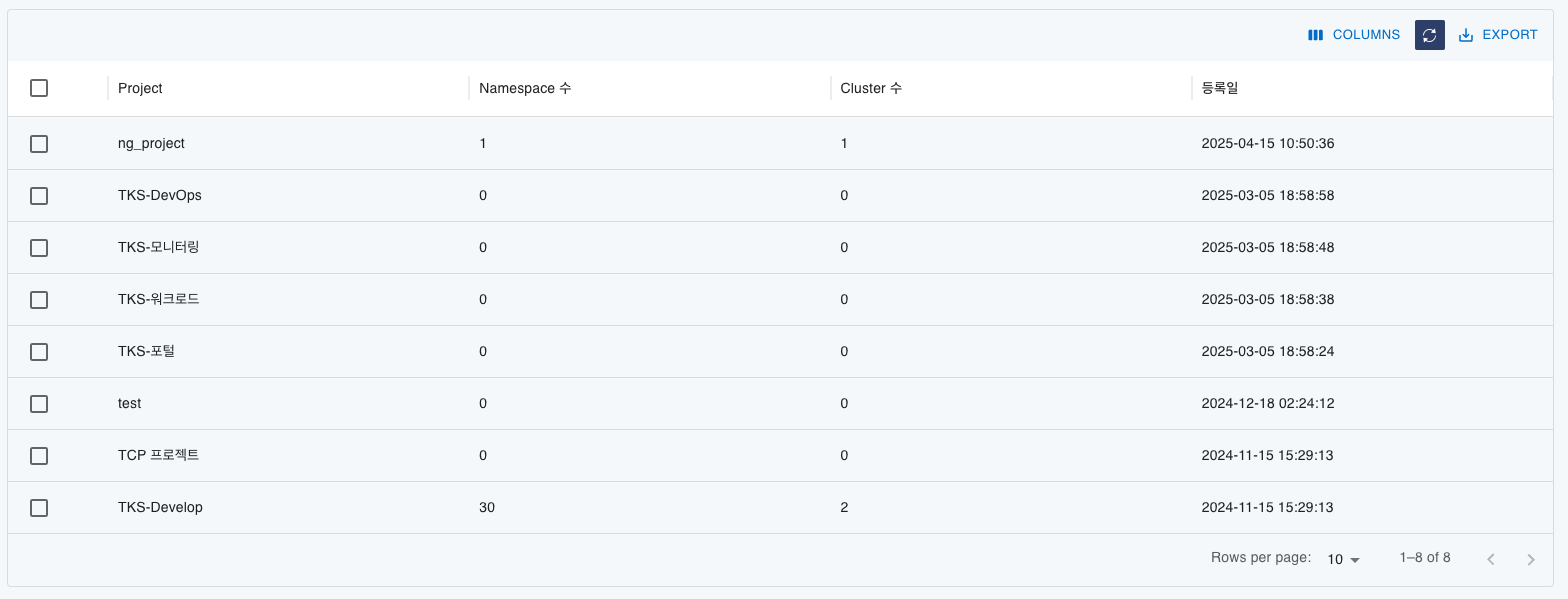 COLUMNS EXPORT
Project Namespace 수 Cluster 수 등록일
ng_project 1 1 2025-04-15 10:50:36
TKS-DevOps 0 0 2025-03-05 18:58:58
TKS-모니터링 0 0 2025-03-05 18:58:48
TKS-워크로드 0 0 2025-03-05 18:58:38
TKS-포털 0 0 2025-03-05 18:58:24
test 0 0 2024-12-18 02:24:12
TCP 프로젝트 0 0 2024-11-15 15:29:13
TKS-Develop 30 2 2024-11-15 15:29:13
Rows per page: 10 1–8 of 8